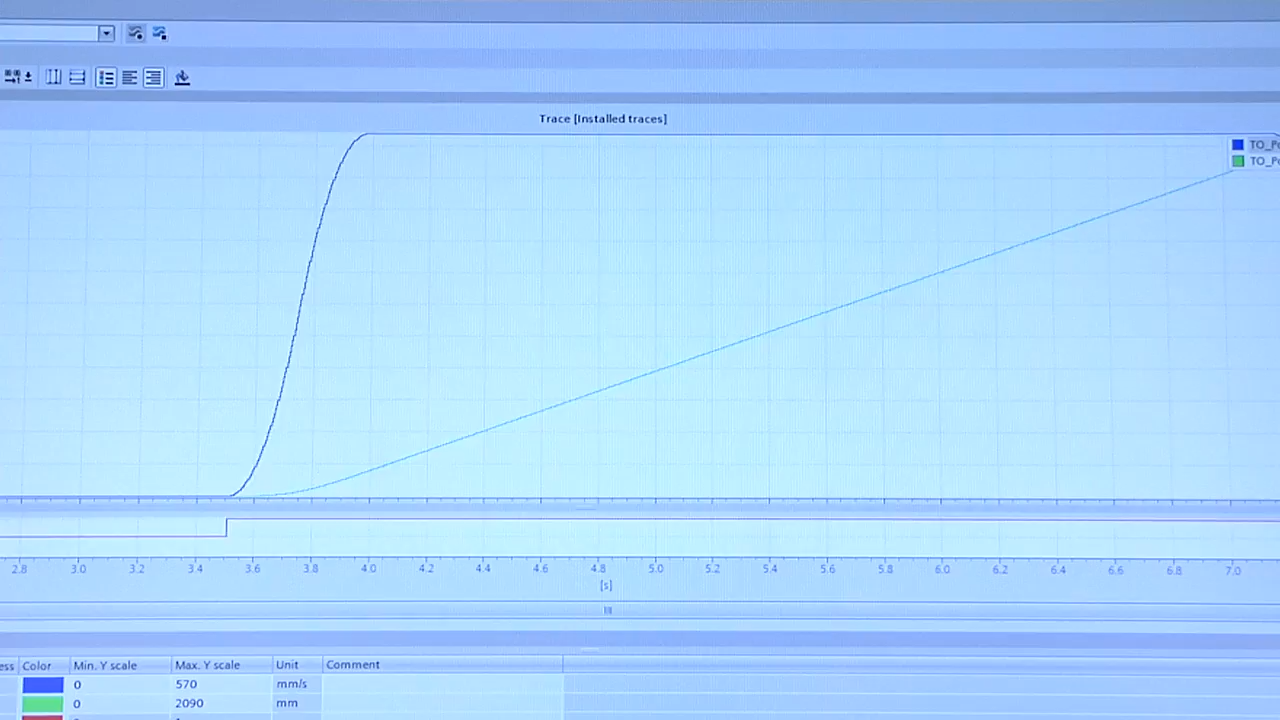 Trace [Installed traces]
TO_Po
TO_Po
2.8 3.0 3.2 3.4 3.6 3.8 4.0 4.2 4.4 4.6 4.8 5.0 5.2 5.4 5.6 5.8 6.0 6.2 6.4 6.6 6.8 7.0
[s]
ess Color Min. Y scale Max. Y scale Unit Comment
0 570 mm/s
0 2090 mm